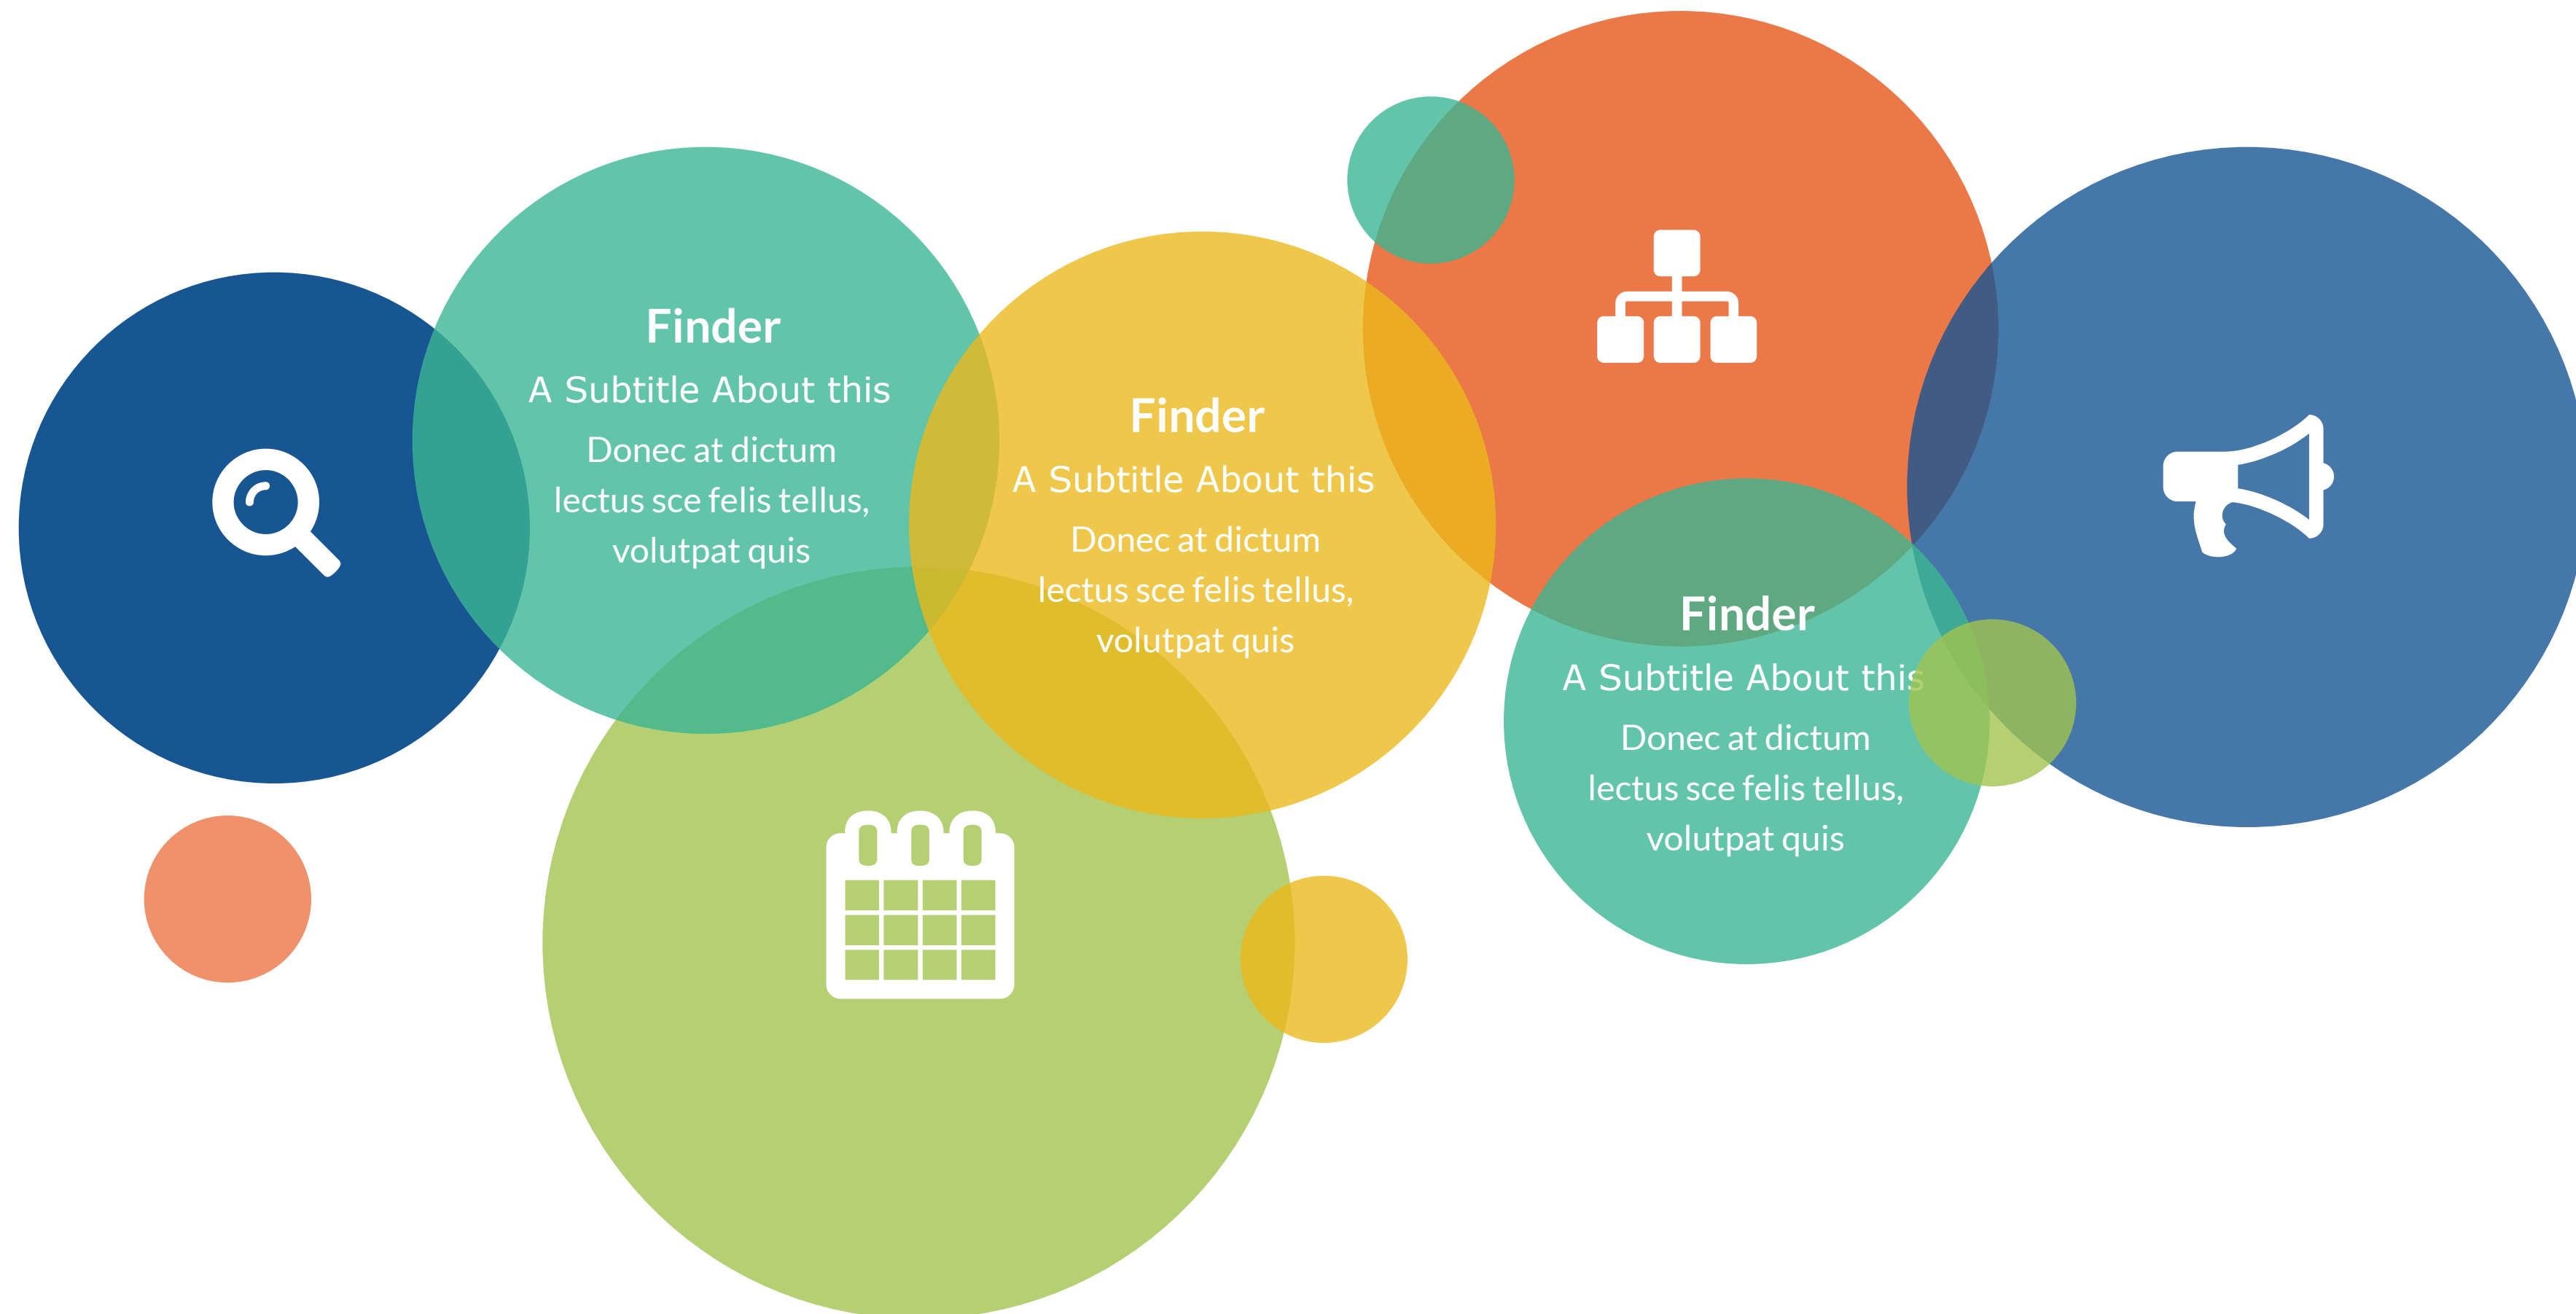 Finder
A Subtitle About this
Donec at dictum
lectus sce felis tellus,
volutpat quis
Finder
A Subtitle About this
Donec at dictum
lectus sce felis tellus,
volutpat quis
Finder
A Subtitle About this
Donec at dictum
lectus sce felis tellus,
volutpat quis